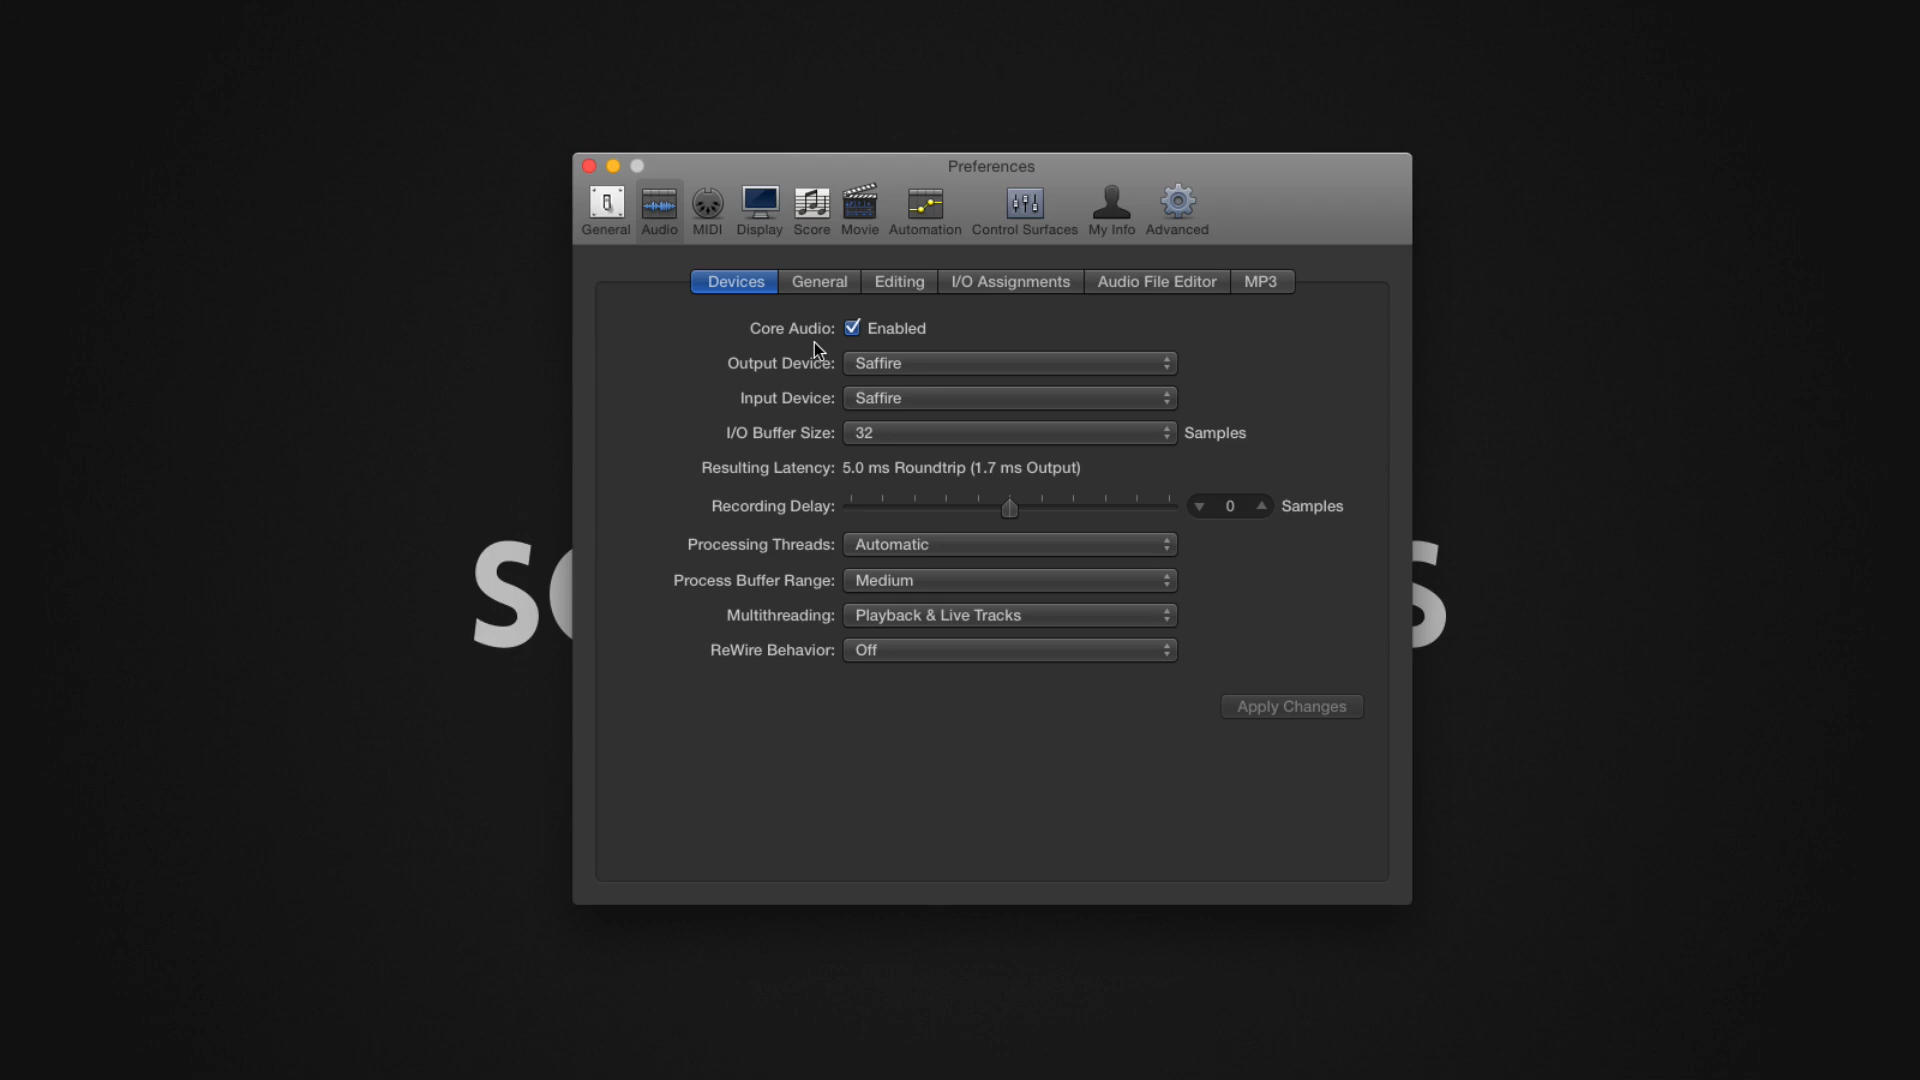 Preferences
General Audio MIDI Display Score Movie Automation Control Surfaces My Info Advanced
Devices General Editing I/O Assignments Audio File Editor MP3
Core Audio: Enabled
Output Device: Saffire
Input Device: Saffire
I/O Buffer Size: 32 Samples
Resulting Latency: 5.0 ms Roundtrip (1.7 ms Output)
Recording Delay: 0 Samples
Processing Threads: Automatic
Process Buffer Range: Medium
Multithreading: Playback & Live Tracks
ReWire Behavior: Off
Apply Changes